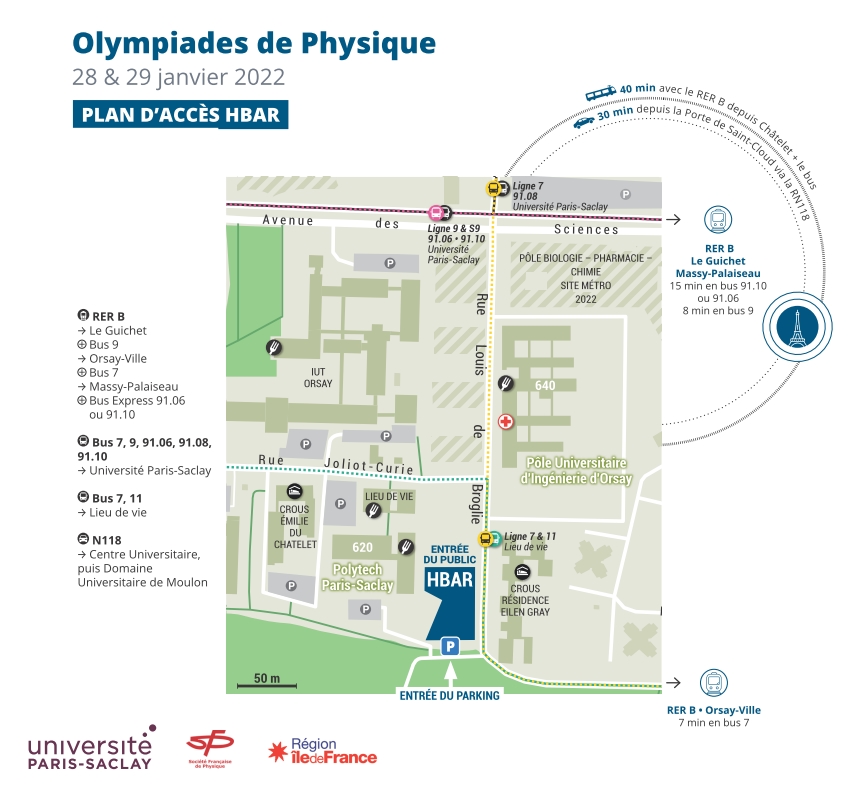 Olympiades de Physique
28 & 29 janvier 2022
PLAN D'ACCÈS HBAR
40 min avec le RER B depuis Châtelet + le bus
30 min depuis la Porte de Saint-Cloud via la RN118
Ligne 7
91.08
Université Paris-Saclay
P
Avenue des Sciences
Ligne 9 & S9
91.06 • 91.10
Université
Paris-Saclay
PÔLE BIOLOGIE – PHARMACIE –
CHIMIE
SITE MÉTRO
2022
P
RER B
Le Guichet
Massy-Palaiseau
15 min en bus 91.10
ou 91.06
8 min en bus 9
RER B
→ Le Guichet
⊕ Bus 9
→ Orsay-Ville
⊕ Bus 7
→ Massy-Palaiseau
⊕ Bus Express 91.06
ou 91.10
Bus 7, 9, 91.06, 91.08,
91.10
→ Université Paris-Saclay
Bus 7, 11
→ Lieu de vie
N118
→ Centre Universitaire,
puis Domaine
Universitaire de Moulon
IUT
ORSAY
Rue Louis de Broglie
640
P
P
Rue Joliot-Curie
Pôle Universitaire
d'Ingénierie d'Orsay
CROUS
ÉMILIE
DU
CHATELET
P
LIEU DE VIE
620
Polytech
Paris-Saclay
P
P
ENTRÉE
DU PUBLIC
HBAR
Ligne 7 & 11
Lieu de vie
CROUS
RÉSIDENCE
EILEN GRAY
P
50 m
ENTRÉE DU PARKING
RER B • Orsay-Ville
7 min en bus 7
université
PARIS-SACLAY
SFP
Société Française
de Physique
Région
île de France